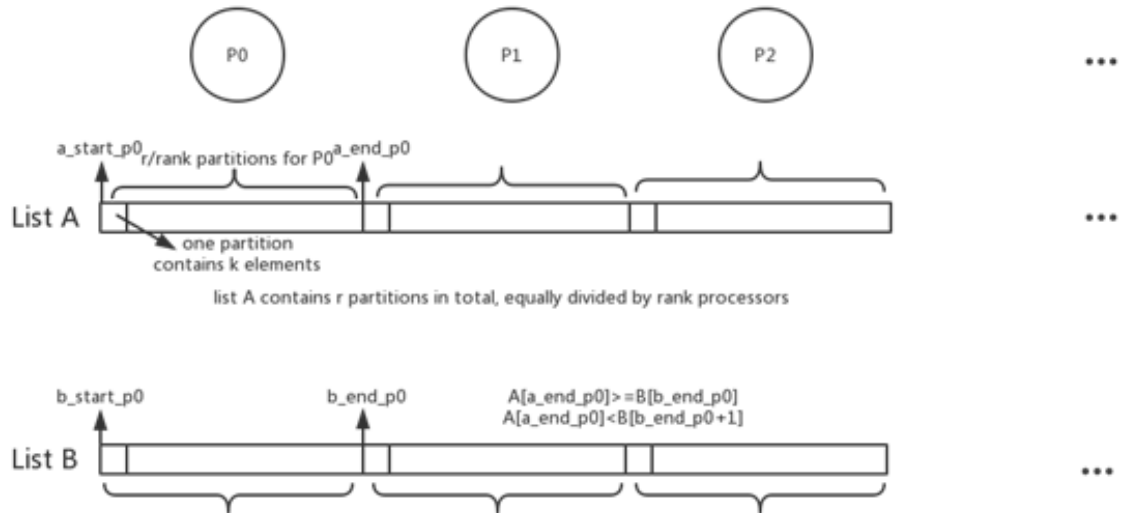 P0
P1
P2
...
a_start_p0
r/rank partitions for P0
a_end_p0
List A
...
one partition
contains k elements
list A contains r partitions in total, equally divided by rank processors
b_start_p0
b_end_p0
A[a_end_p0]>=B[b_end_p0]
A[a_end_p0]<B[b_end_p0+1]
List B
...